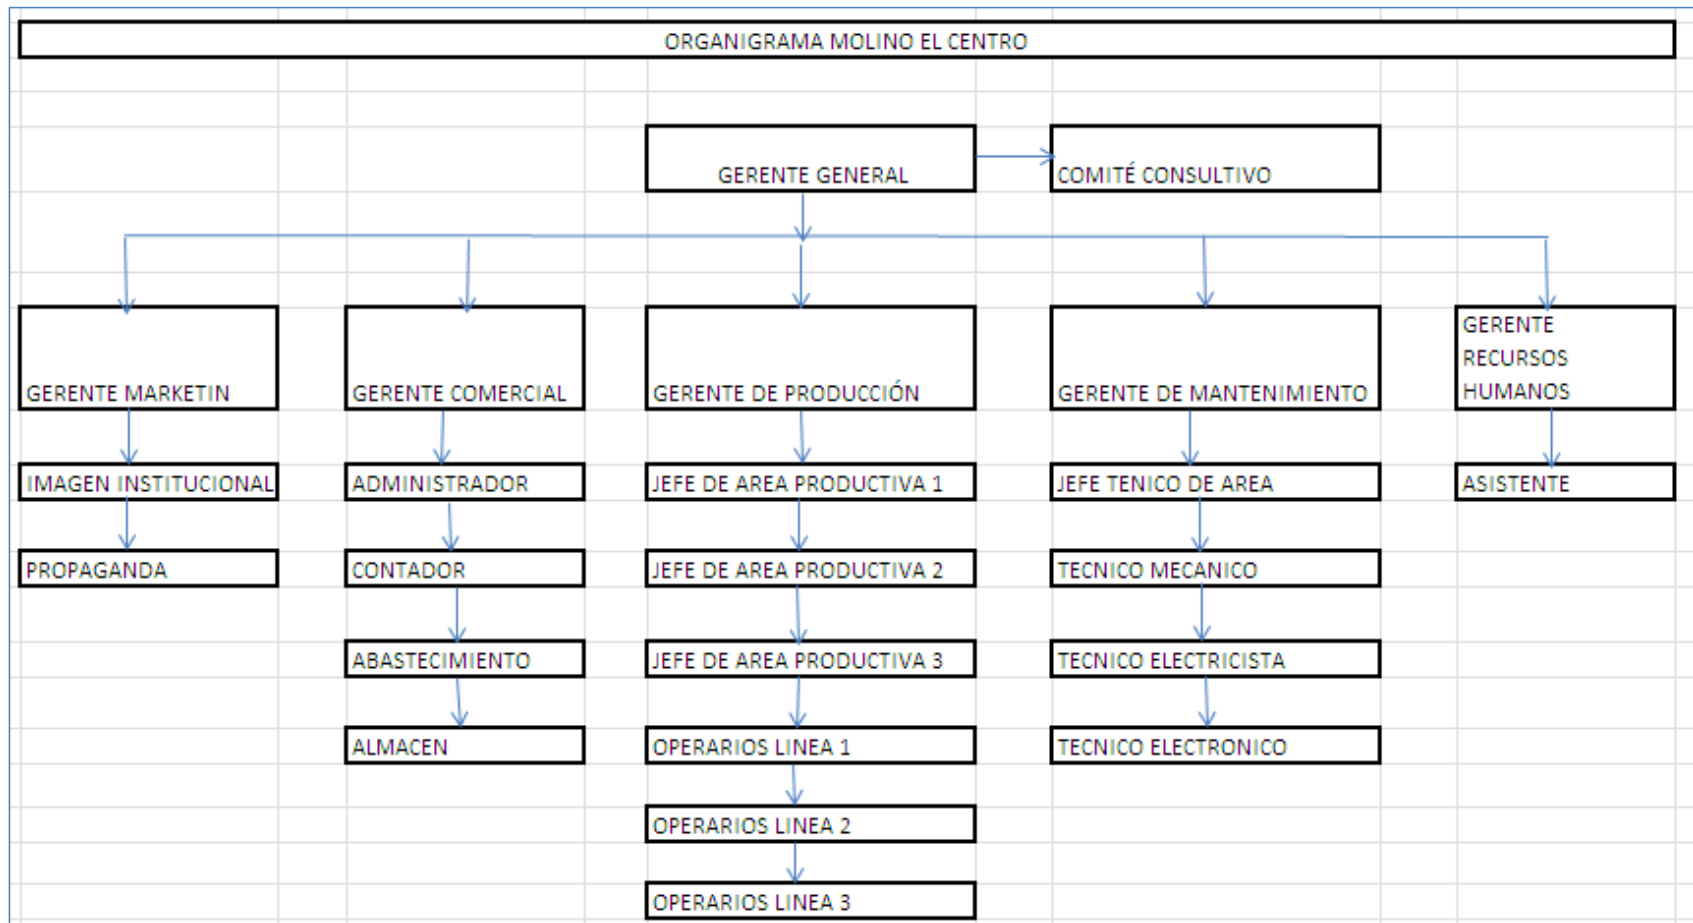 ORGANIGRAMA MOLINO EL CENTRO
GERENTE GENERAL
COMITÉ CONSULTIVO
GERENTE MARKETIN
GERENTE COMERCIAL
GERENTE DE PRODUCCIÓN
GERENTE DE MANTENIMIENTO
GERENTE
RECURSOS
HUMANOS
IMAGEN INSTITUCIONAL
ADMINISTRADOR
JEFE DE AREA PRODUCTIVA 1
JEFE TENICO DE AREA
ASISTENTE
PROPAGANDA
CONTADOR
JEFE DE AREA PRODUCTIVA 2
TECNICO MECANICO
ABASTECIMIENTO
JEFE DE AREA PRODUCTIVA 3
TECNICO ELECTRICISTA
ALMACEN
OPERARIOS LINEA 1
TECNICO ELECTRONICO
OPERARIOS LINEA 2
OPERARIOS LINEA 3